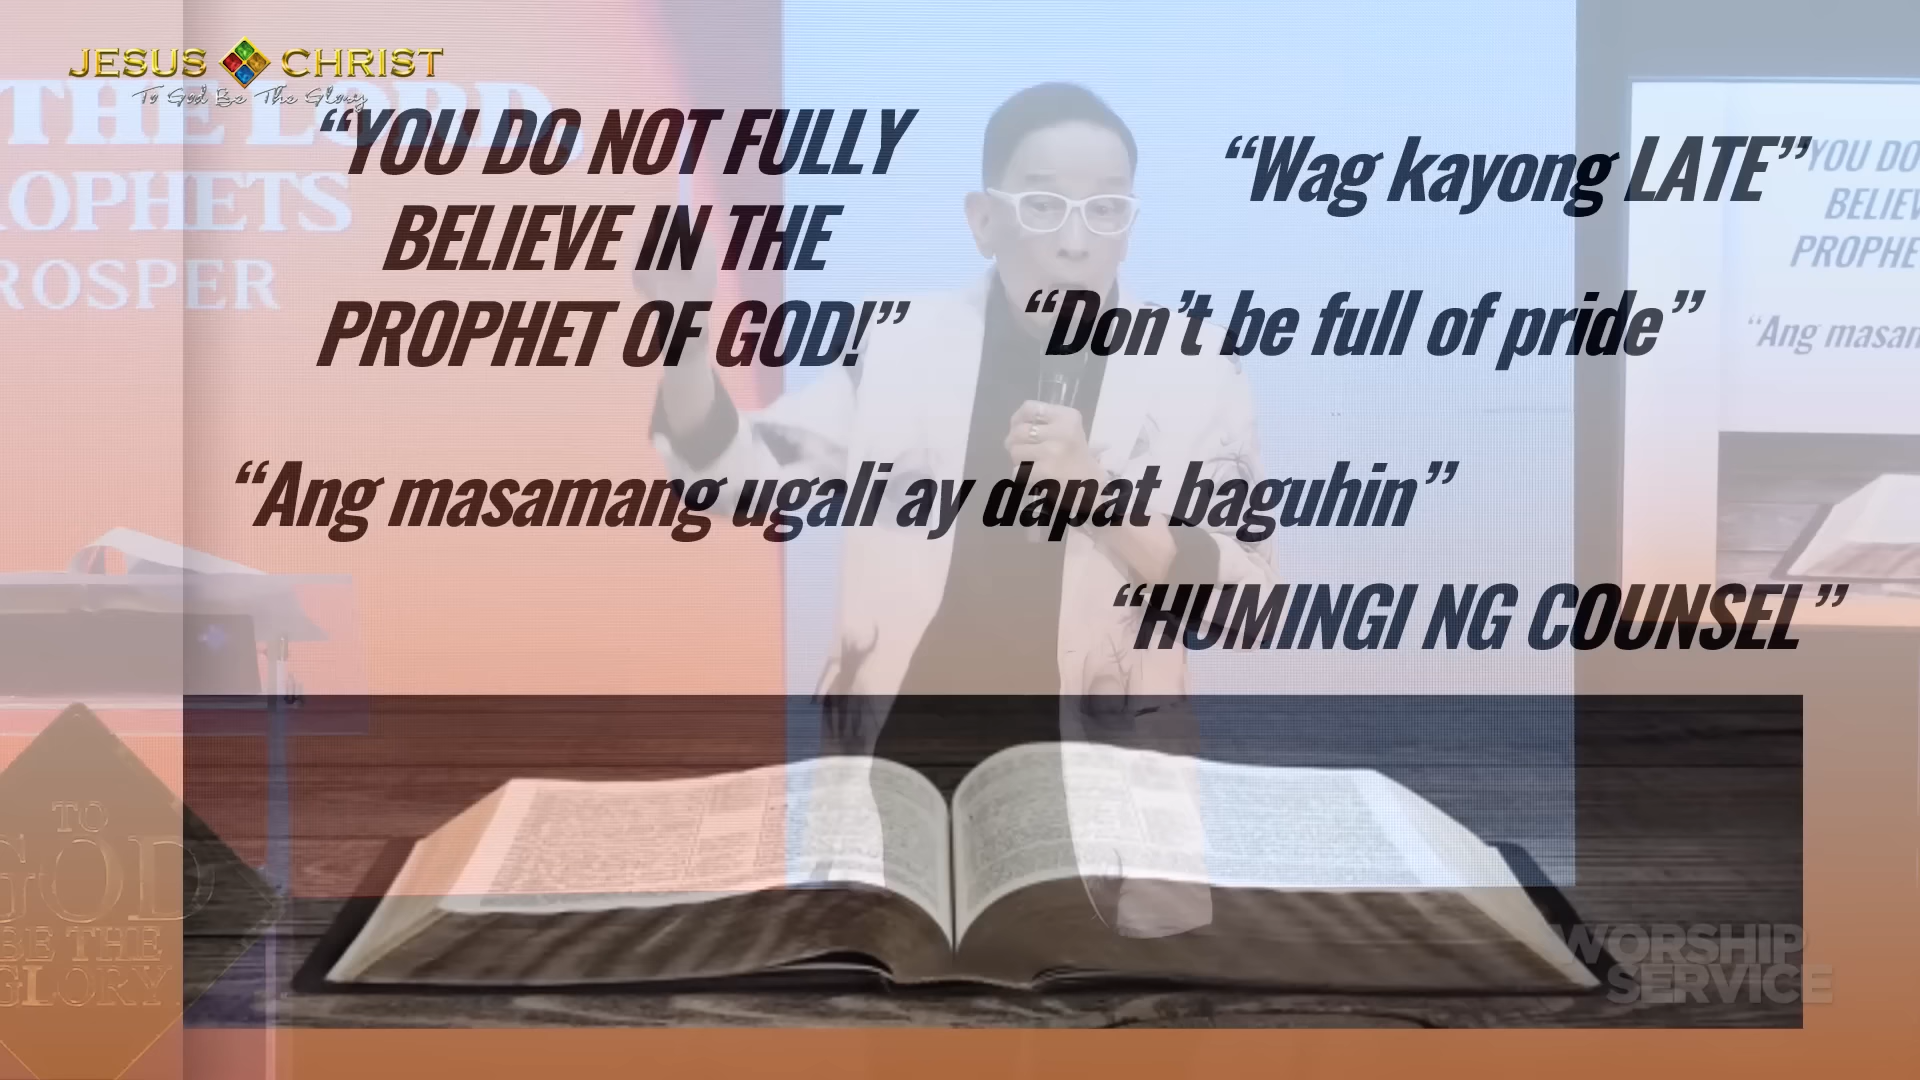 JESUS CHRIST
To God Be The Glory
THE LORD,
OPHETS
ROSPER
“YOU DO NOT FULLY
BELIEVE IN THE
PROPHET OF GOD!”
“Wag kayong LATE”
“Don’t be full of pride”
“Ang masamang ugali ay dapat baguhin”
“HUMINGI NG COUNSEL”
YOU DO
BELIEV
PROPHE
“Ang masam
TO
GOD
BE THE
GLORY
WORSHIP
SERVICE